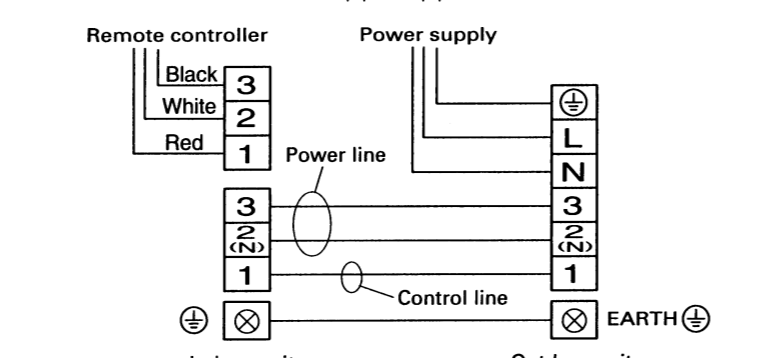 Remote controller
Power supply
Black
3
White
2
Red
1
L
N
Power line
3
2
(N)
1
3
2
(N)
1
Control line
EARTH